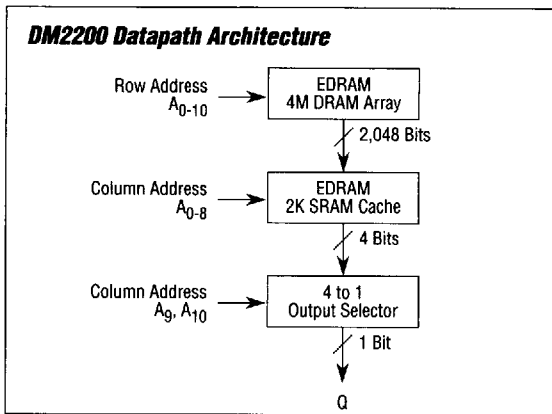 DM2200 Datapath Architecture
Row Address
A0-10
EDRAM
4M DRAM Array
2,048 Bits
Column Address
A0-8
EDRAM
2K SRAM Cache
4 Bits
Column Address
A9, A10
4 to 1
Output Selector
1 Bit
Q